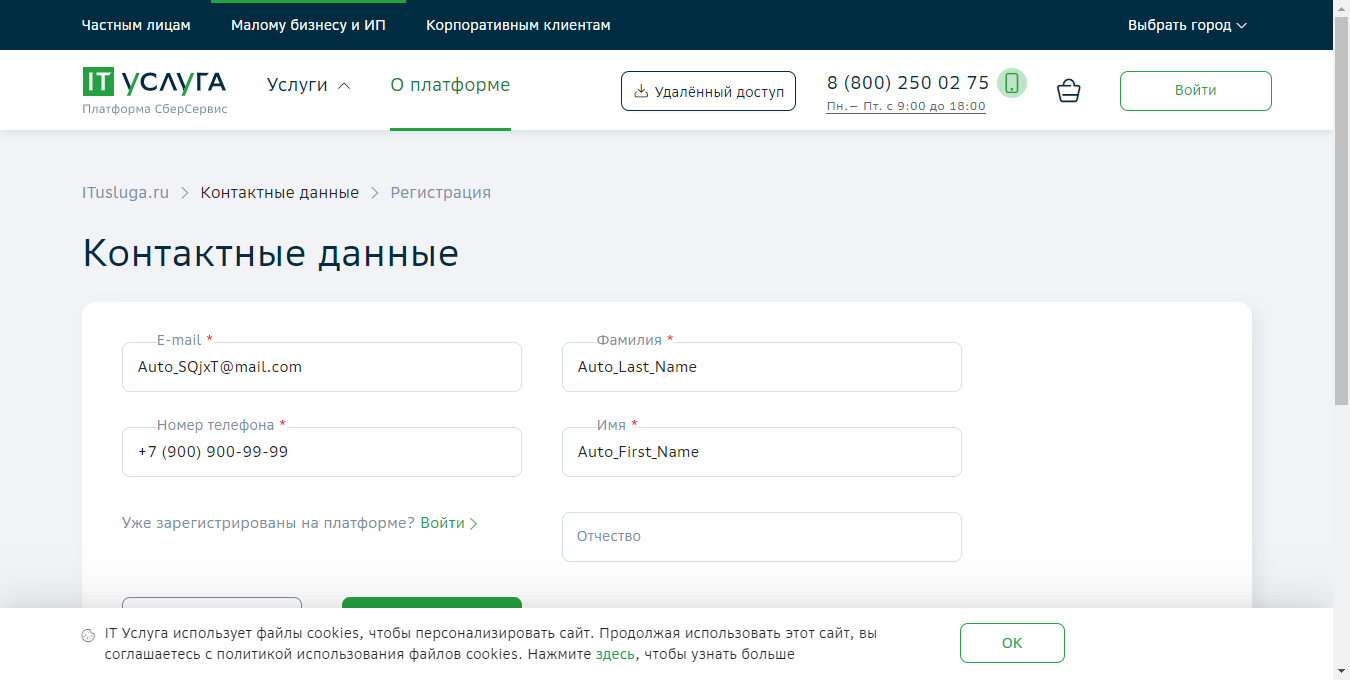 Частным лицам
Малому бизнесу и ИП
Корпоративным клиентам
Выбрать город
IT УСЛУГА
Платформа СберСервис
Услуги
О платформе
Удалённый доступ
8 (800) 250 02 75
Пн.– Пт. с 9:00 до 18:00
Войти
ITusluga.ru
Контактные данные
Регистрация
Контактные данные
E-mail *
Auto_SQjxT@mail.com
Фамилия *
Auto_Last_Name
Номер телефона *
+7 (900) 900-99-99
Имя *
Auto_First_Name
Уже зарегистрированы на платформе? Войти
Отчество
IT Услуга использует файлы cookies, чтобы персонализировать сайт. Продолжая использовать этот сайт, вы
соглашаетесь с политикой использования файлов cookies. Нажмите здесь, чтобы узнать больше
ОК